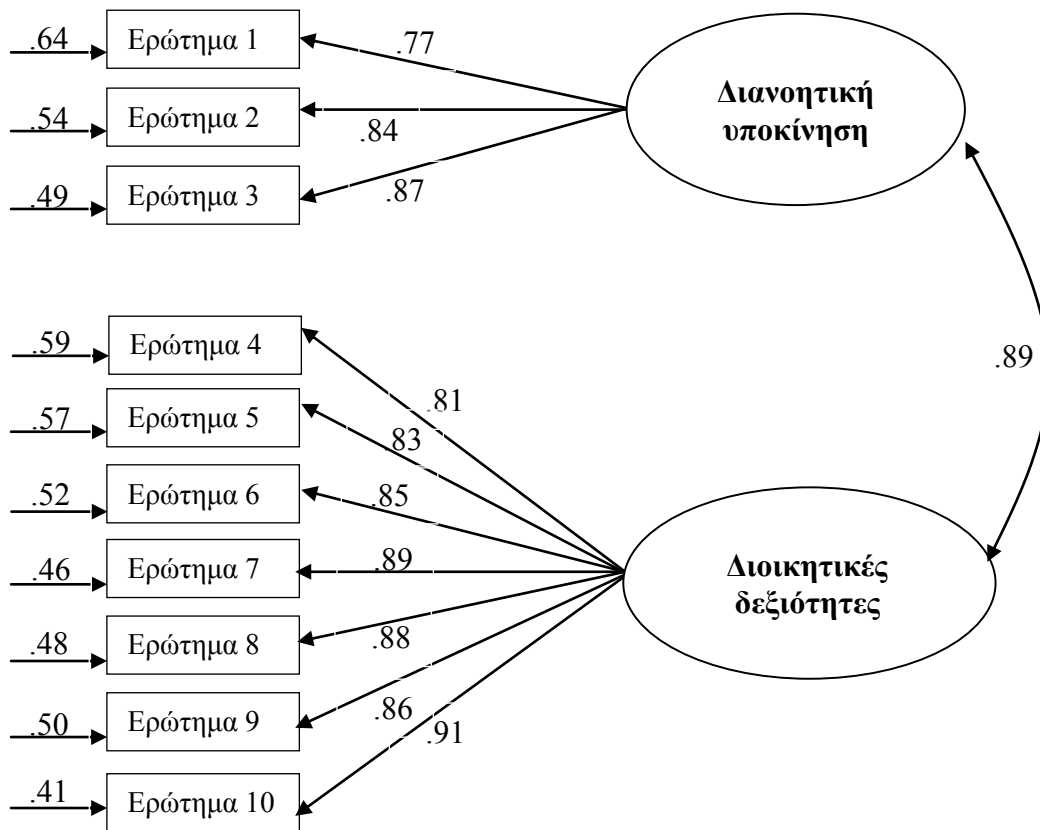 .64
Ερώτημα 1
.77
.54
Ερώτημα 2
.84
.49
Ερώτημα 3
.87
Διανοητική
υποκίνηση
.89
.59
Ερώτημα 4
.81
.57
Ερώτημα 5
.83
.52
Ερώτημα 6
.85
.46
Ερώτημα 7
.89
.48
Ερώτημα 8
.88
.50
Ερώτημα 9
.86
.41
Ερώτημα 10
.91
Διοικητικές
δεξιότητες